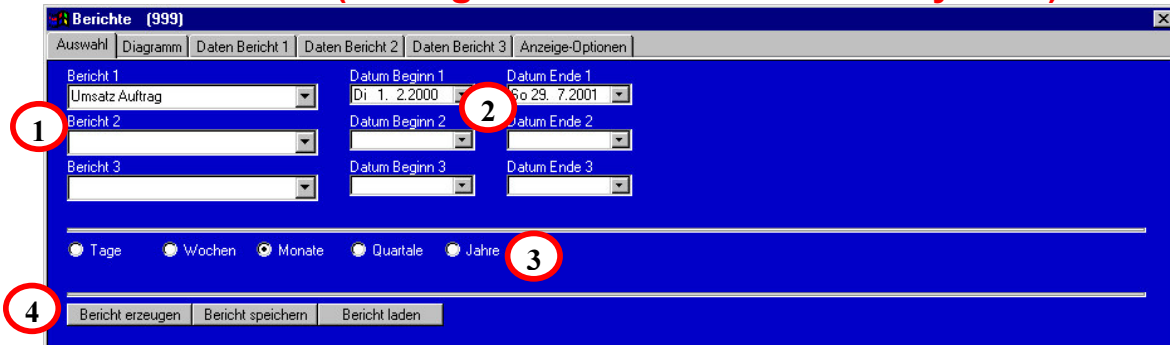 Berichte (999)
Auswahl Diagramm Daten Bericht 1 Daten Bericht 2 Daten Bericht 3 Anzeige-Optionen
Bericht 1 Datum Beginn 1 Datum Ende 1
Umsatz Auftrag Di 1. 2.2000 So 29. 7.2001
2
1
Bericht 2 Datum Beginn 2 Datum Ende 2
Bericht 3 Datum Beginn 3 Datum Ende 3
Tage Wochen Monate Quartale Jahre 3
4 Bericht erzeugen Bericht speichern Bericht laden